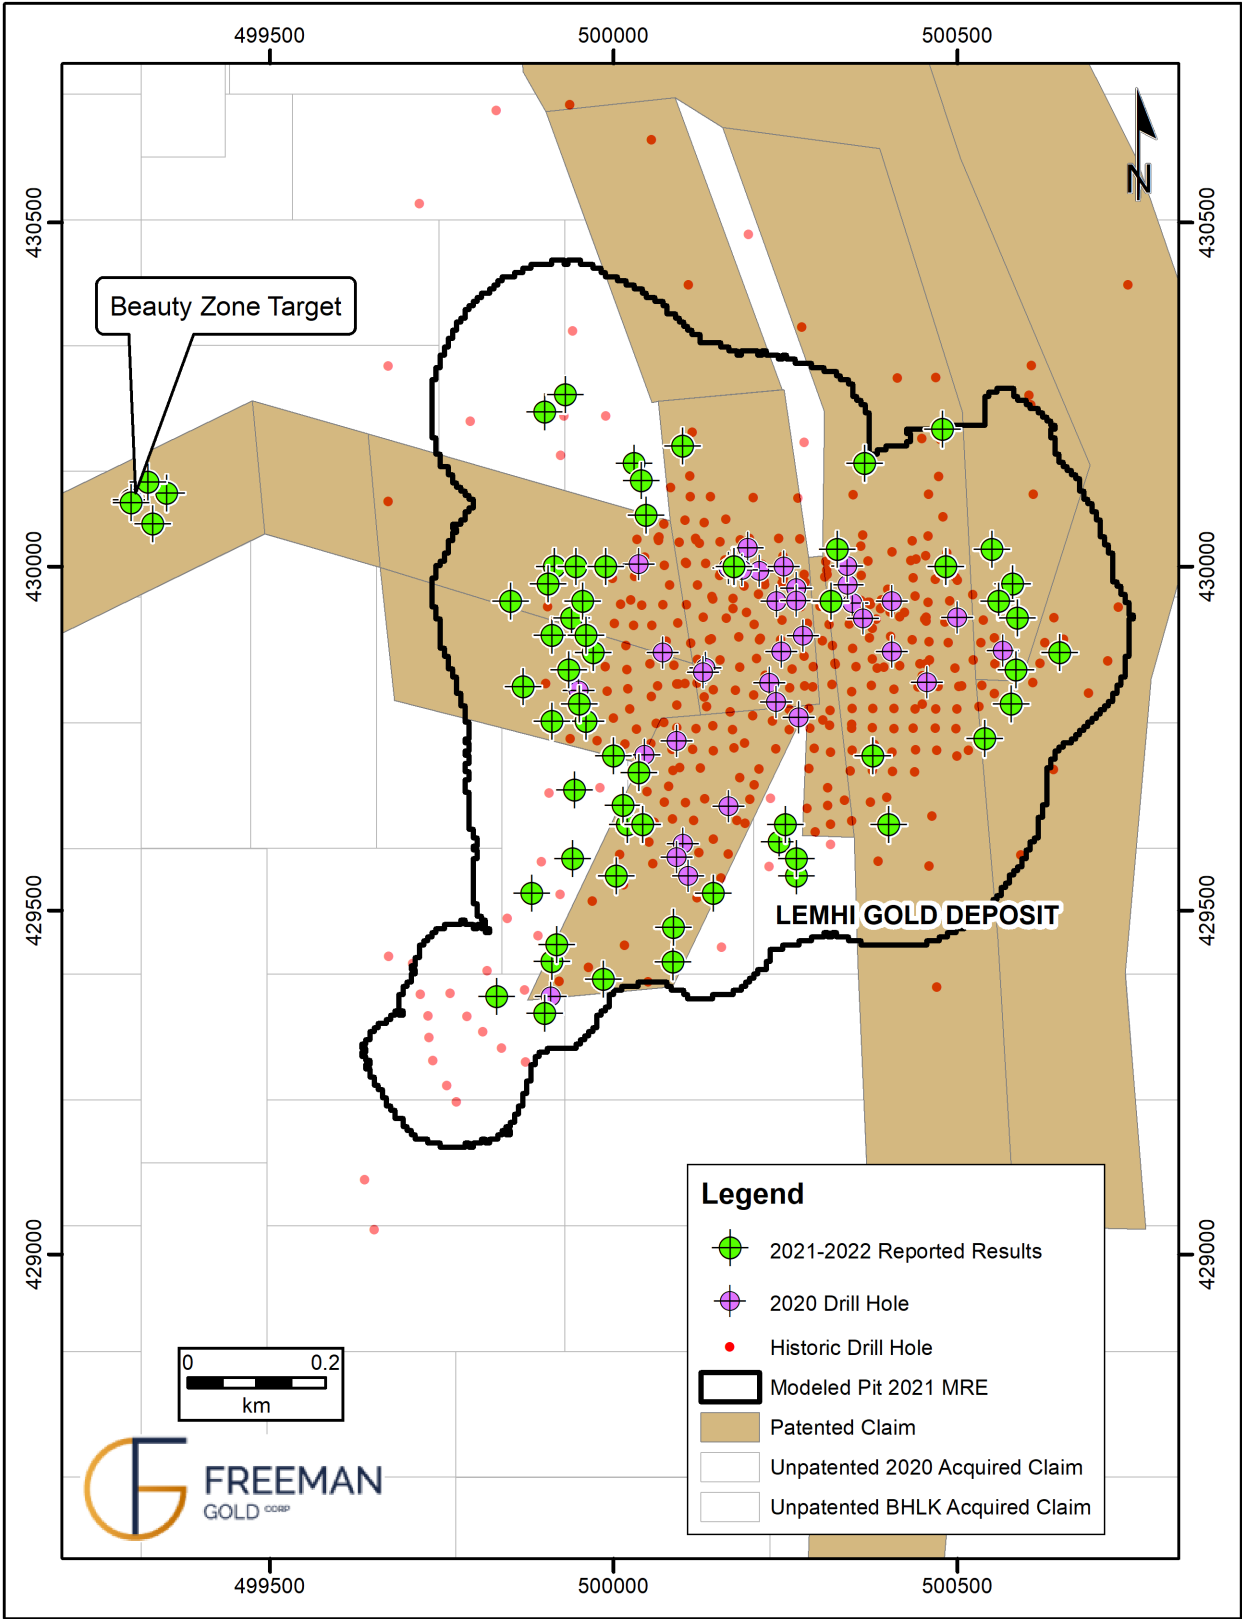 499500 500000 500500
430500 430500
N
Beauty Zone Target
430000 430000
LEMHI GOLD DEPOSIT
429500 429500
Legend
2021-2022 Reported Results
2020 Drill Hole
Historic Drill Hole
Modeled Pit 2021 MRE
Patented Claim
Unpatented 2020 Acquired Claim
Unpatented BHLK Acquired Claim
429000 429000
0 0.2
km
FREEMAN
GOLD CORP
499500 500000 500500